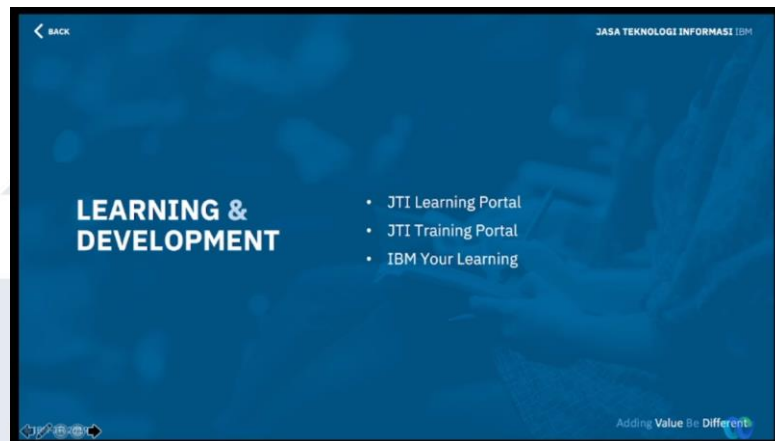 BACK
JASA TEKNOLOGI INFORMASI IBM
LEARNING &
DEVELOPMENT
• JTI Learning Portal
• JTI Training Portal
• IBM Your Learning
Adding Value Be Different